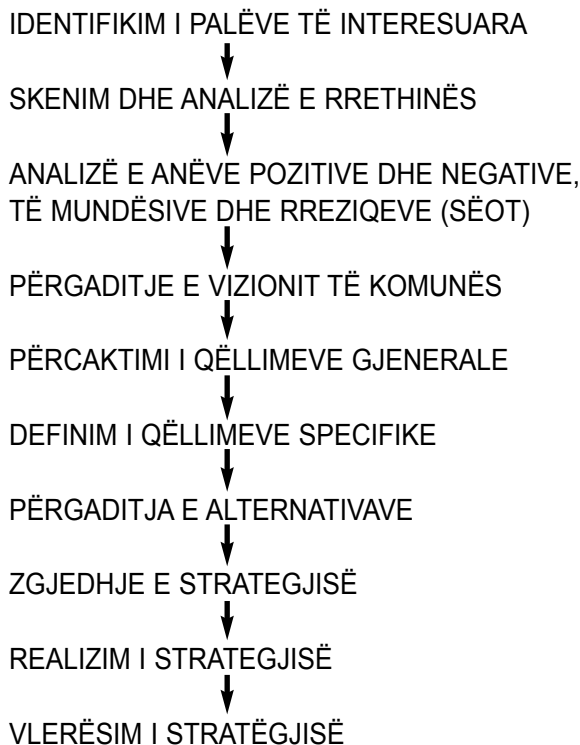 IDENTIFIKIM I PALËVE TË INTERESUARA
SKENIM DHE ANALIZË E RRETHINËS
ANALIZË E ANËVE POZITIVE DHE NEGATIVE,
TË MUNDËSIVE DHE RREZIQEVE (SËOT)
PËRGADITJE E VIZIONIT TË KOMUNËS
PËRCAKTIMI I QËLLIMEVE GJENERALE
DEFINIM I QËLLIMEVE SPECIFIKE
PËRGADITJA E ALTERNATIVAVE
ZGJEDHJE E STRATEGJISË
REALIZIM I STRATEGJISË
VLERËSIM I STRATËGJISË